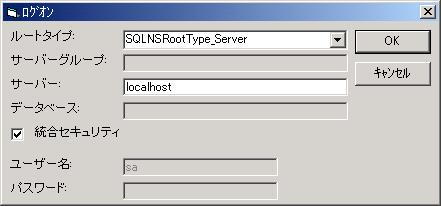 ログオン
ルートタイプ: SQLNSRootType_Server
OK
サーバーグループ:
キャンセル
サーバー: localhost
データベース:
統合セキュリティ
ユーザー名: sa
パスワード: